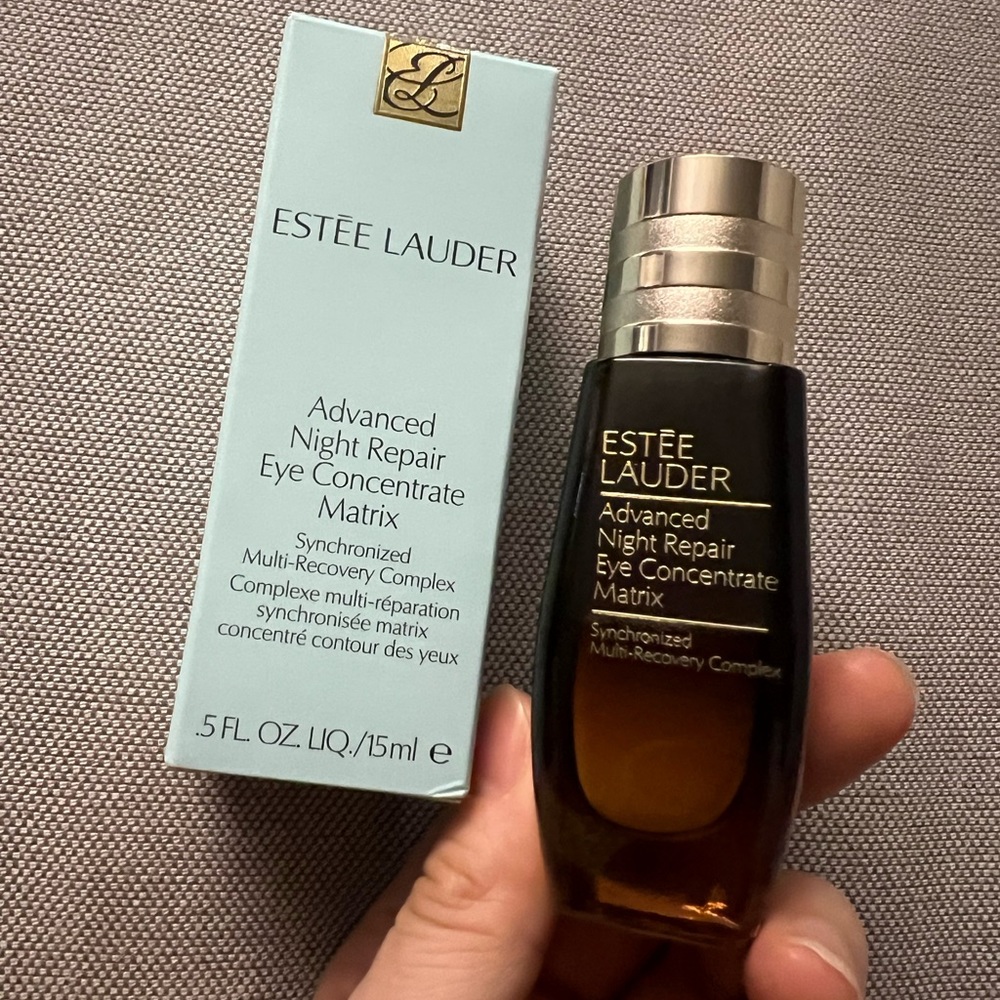 EL
ESTĒE LAUDER
Advanced
Night Repair
Eye Concentrate
Matrix
Synchronized
Multi-Recovery Complex
Complexe multi-réparation
synchronisée matrix
concentré contour des yeux
.5 FL. OZ. LIQ./15ml ℮
ESTĒE
LAUDER
Advanced
Night Repair
Eye Concentrate
Matrix
Synchronized
Multi-Recovery Complex